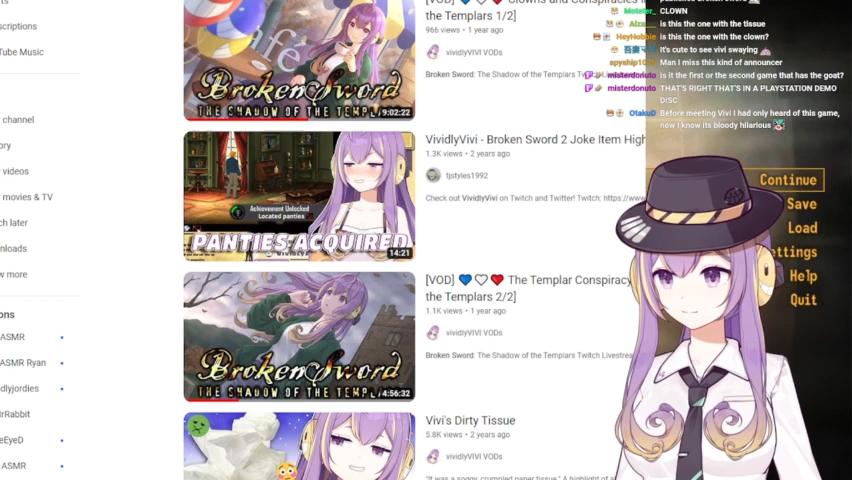 ts
scriptions
Tube Music
r channel
ory
r videos
r movies & TV
ch later
nloads
w more
ons
ASMR
ASMR Ryan
dlyjordies
IrRabbit
eEyeD
ASMR
the Templars 1/2]
966 views • 1 year ago
vividlyVIVI VODs
Broken Sword: The Shadow of the Templars
afé
BROKEN SWORD
THE SHADOW OF THE TEMPL
9:02:22
VividlyVivi - Broken Sword 2 Joke Item High
1.3K views • 2 years ago
tjstyles1992
Check out VividlyVivi on Twitch and Twitter! Twitch: https://www
Achievement Unlocked
Located panties
PANTIES ACQUIRED
14:21
[VOD] 💙🤍❤️ The Templar Conspiracy
the Templars 2/2]
1.1K views • 1 year ago
vividlyVIVI VODs
Broken Sword: The Shadow of the Templars Twitch Livestrea
BROKEN SWORD
THE SHADOW OF THE TEMPL
4:56:32
Vivi's Dirty Tissue
5.8K views • 2 years ago
vividlyVIVI
"It was a soggy, crumpled paper tissue." A highlight of a
CLOWN
is this the one with the tissue
HeyHobbie is this the one with the clown?
It's cute to see vivi swaying
Man I miss this kind of announcer
misterdonuto is it the first or the second game that has the goat?
misterdonuto THAT'S RIGHT THAT'S IN A PLAYSTATION DEMO
DISC
OtakuD Before meeting Vivi I had only heard of this game,
now I know its bloody hilarious
Continue
Save
Load
ettings
Help
Quit